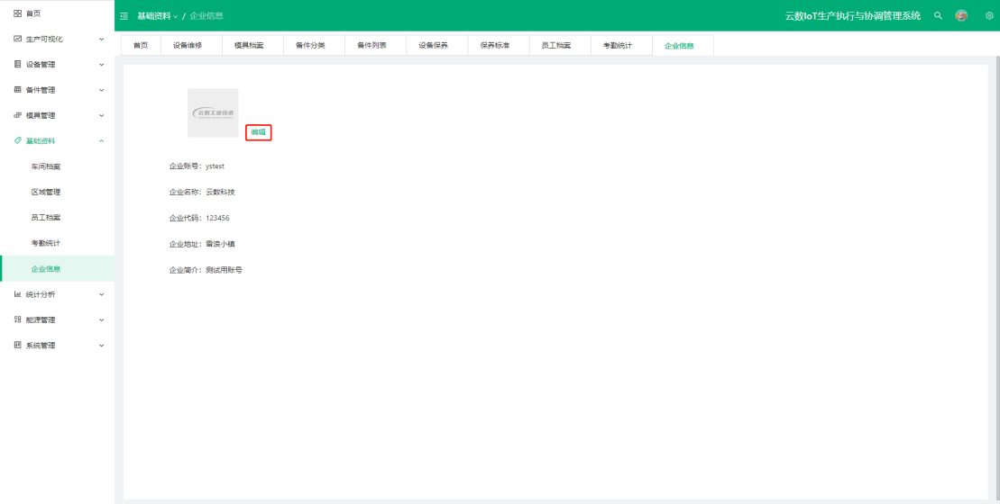 首页
生产可视化
设备管理
备件管理
模具管理
基础资料
车间档案
区域管理
员工档案
考勤统计
企业信息
统计分析
能源管理
系统管理
基础资料 / 企业信息
云数IoT生产执行与协调管理系统
首页 设备维修 模具档案 备件分类 备件列表 设备保养 保养标准 员工档案 考勤统计 企业信息
编辑
企业账号：ystest
企业名称：云数科技
企业代码：123456
企业地址：雪浪小镇
企业简介：测试用账号